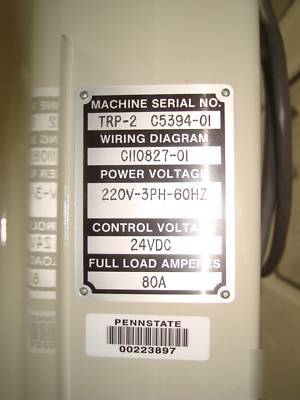 MACHINE SERIAL NO.
TRP-2 C5394-01
WIRING DIAGRAM
C110827-01
POWER VOLTAGE
220V-3PH-60HZ
CONTROL VOLTAGE
24VDC
FULL LOAD AMPERES
80A
PENNSTATE
00223897